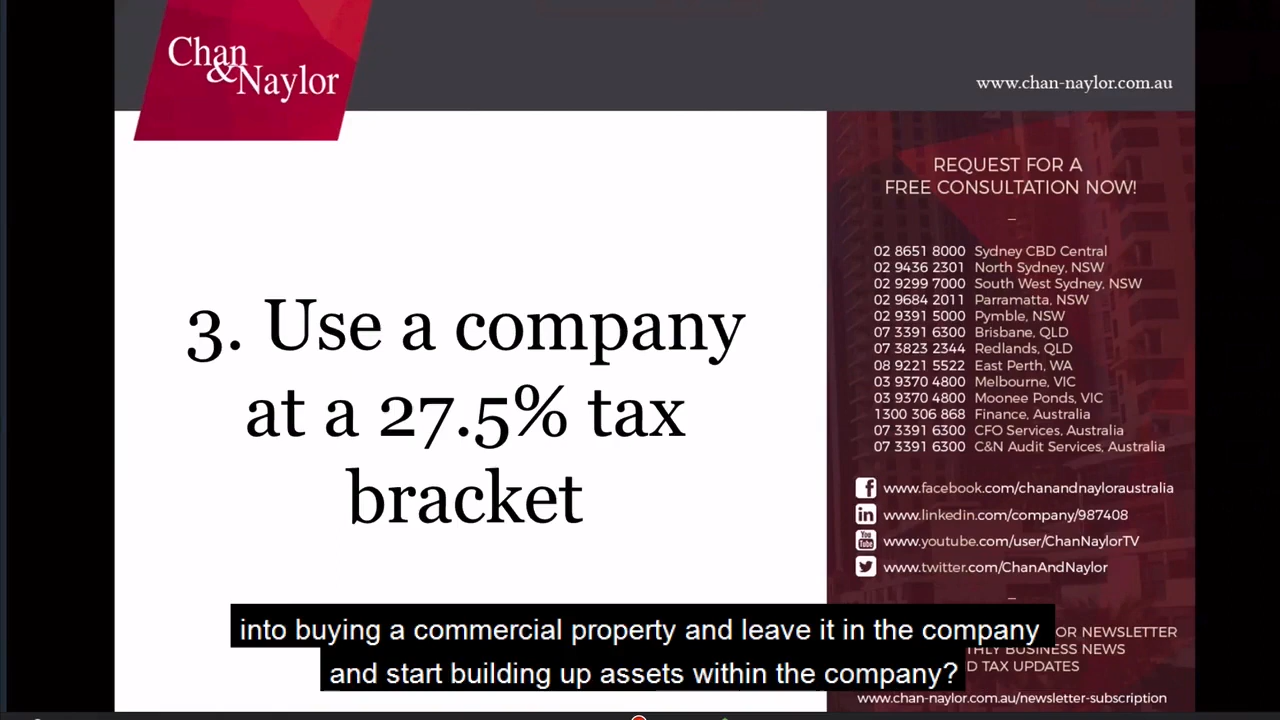 Chan
&Naylor
www.chan-naylor.com.au
3. Use a company
at a 27.5% tax
bracket
REQUEST FOR A
FREE CONSULTATION NOW!
02 8651 8000 Sydney CBD Central
02 9436 2301 North Sydney, NSW
02 9299 7000 South West Sydney, NSW
02 9684 2011 Parramatta, NSW
02 9391 5000 Pymble, NSW
07 3391 6300 Brisbane, QLD
07 3823 2344 Redlands, QLD
08 9221 5522 East Perth, WA
03 9370 4800 Melbourne, VIC
03 9370 4800 Moonee Ponds, VIC
1300 306 868 Finance, Australia
07 3391 6300 CFO Services, Australia
07 3391 6300 C&N Audit Services, Australia
www.facebook.com/chanandnayloraustralia
www.linkedin.com/company/987408
www.youtube.com/user/ChanNaylorTV
www.twitter.com/ChanAndNaylor
NEWSLETTER
BUSINESS NEWS
TAX UPDATES
www.chan-naylor.com.au/newsletter-subscription
into buying a commercial property and leave it in the company
and start building up assets within the company?